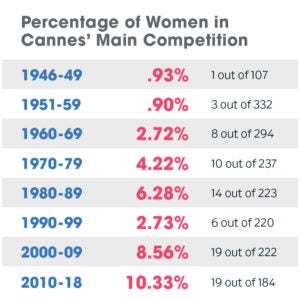 Percentage of Women in
Cannes' Main Competition
1946-49 .93% 1 out of 107
1951-59 .90% 3 out of 332
1960-69 2.72% 8 out of 294
1970-79 4.22% 10 out of 237
1980-89 6.28% 14 out of 223
1990-99 2.73% 6 out of 220
2000-09 8.56% 19 out of 222
2010-18 10.33% 19 out of 184